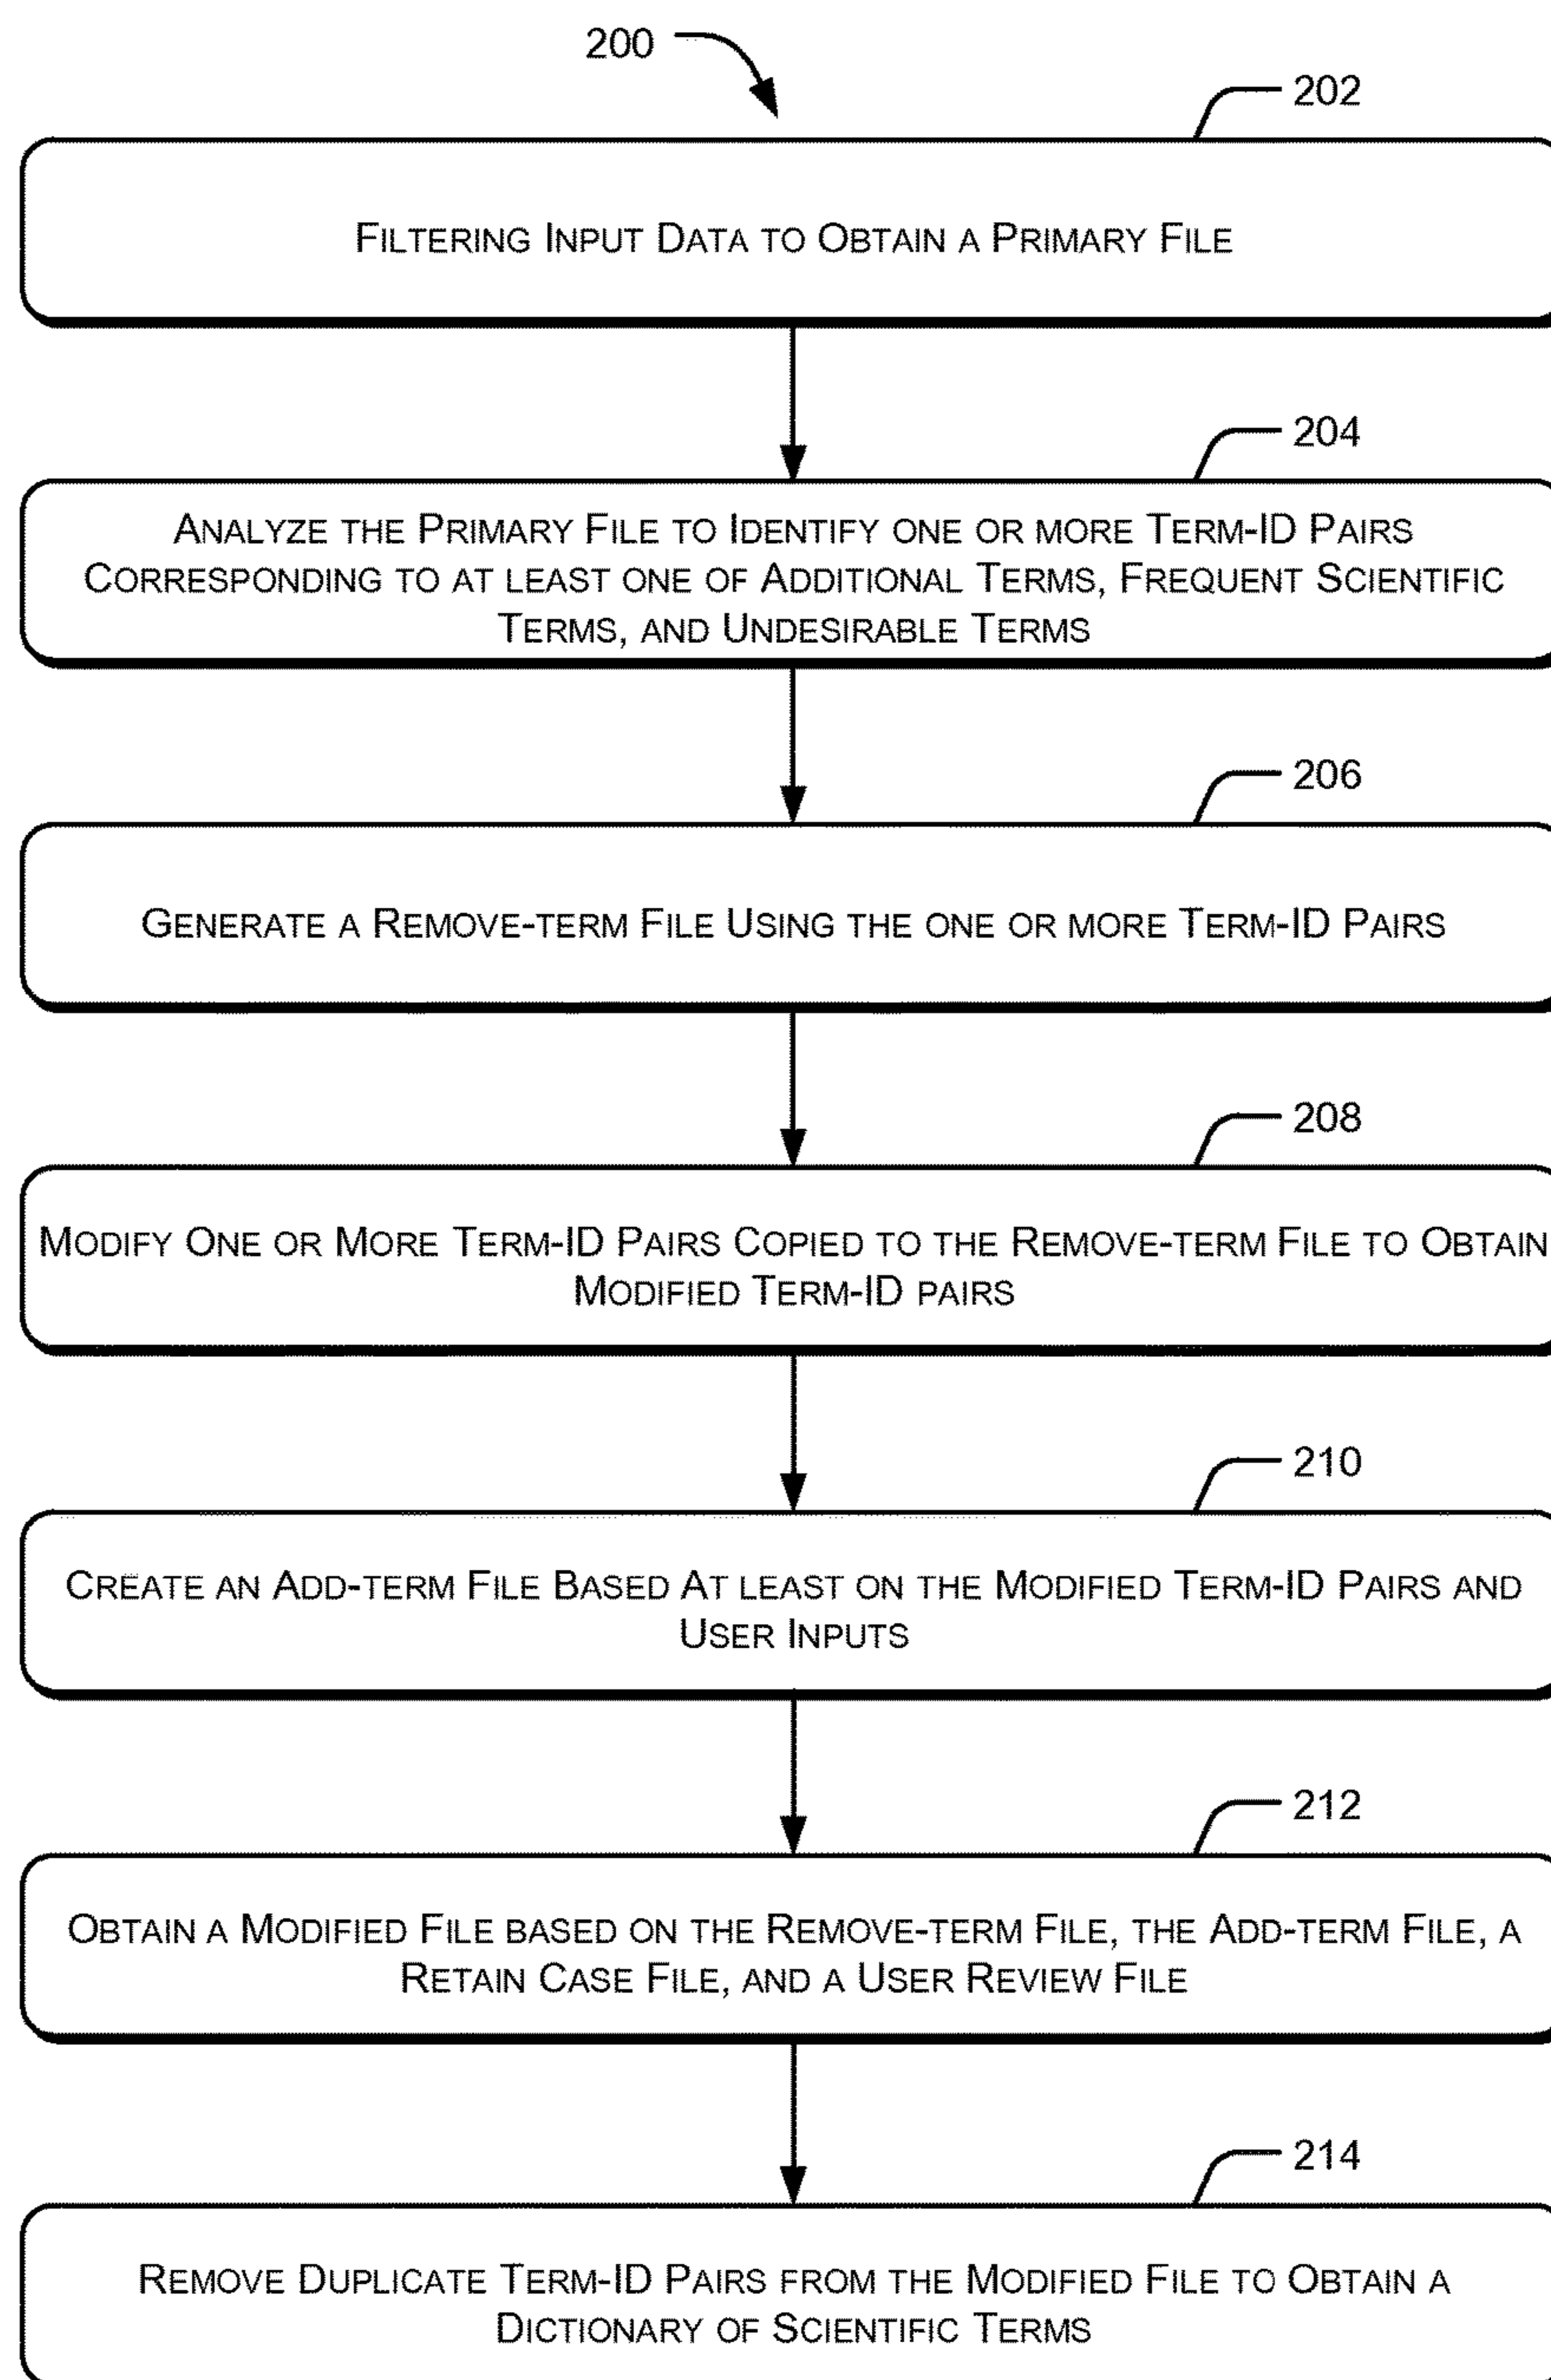 200
202
FILTERING INPUT DATA TO OBTAIN A PRIMARY FILE
204
ANALYZE THE PRIMARY FILE TO IDENTIFY ONE OR MORE TERM-ID PAIRS
CORRESPONDING TO AT LEAST ONE OF ADDITIONAL TERMS, FREQUENT SCIENTIFIC
TERMS, AND UNDESIRABLE TERMS
206
GENERATE A REMOVE-TERM FILE USING THE ONE OR MORE TERM-ID PAIRS
208
MODIFY ONE OR MORE TERM-ID PAIRS COPIED TO THE REMOVE-TERM FILE TO OBTAIN
MODIFIED TERM-ID PAIRS
210
CREATE AN ADD-TERM FILE BASED AT LEAST ON THE MODIFIED TERM-ID PAIRS AND
USER INPUTS
212
OBTAIN A MODIFIED FILE BASED ON THE REMOVE-TERM FILE, THE ADD-TERM FILE, A
RETAIN CASE FILE, AND A USER REVIEW FILE
214
REMOVE DUPLICATE TERM-ID PAIRS FROM THE MODIFIED FILE TO OBTAIN A
DICTIONARY OF SCIENTIFIC TERMS